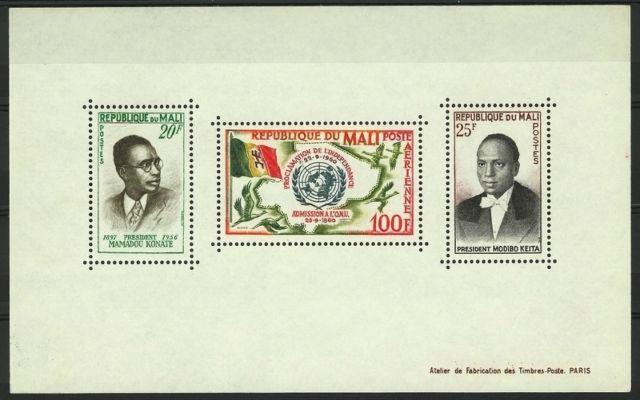 REPUBLIQUE DU MALI
20F
POSTES
1897 PRESIDENT 1956
MAMADOU KONATE
REPUBLIQUE DU MALI
POSTE AERIENNE
PROCLAMATION DE L'INDEPENDANCE
22-9-1960
ADMISSION A L'O.N.U.
28-9-1960
100F
REPUBLIQUE DU MALI
25F
POSTES
PRESIDENT MODIBO KEITA
Atelier de Fabrication des Timbres-Poste. PARIS